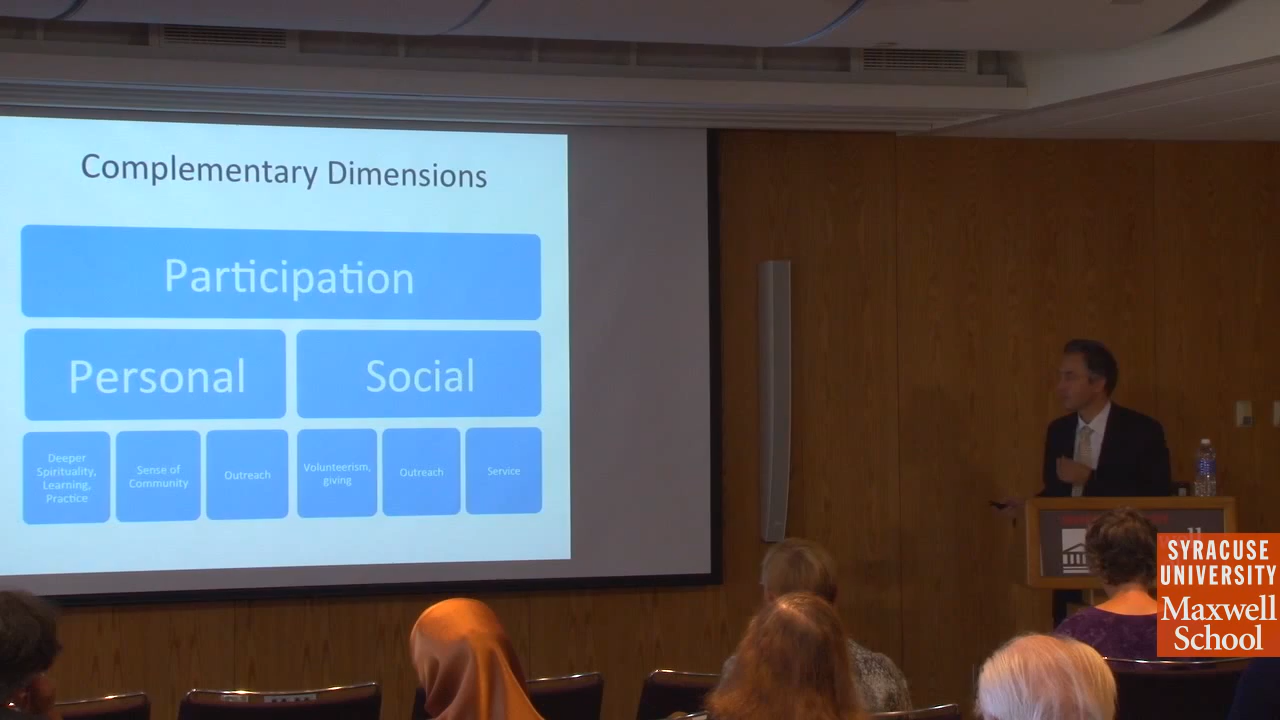 Complementary Dimensions
Participation
Personal
Social
Deeper
Spirituality,
Learning,
Practice
Sense of
Community
Outreach
Volunteerism,
giving
Outreach
Service
SYRACUSE
UNIVERSITY
Maxwell
School